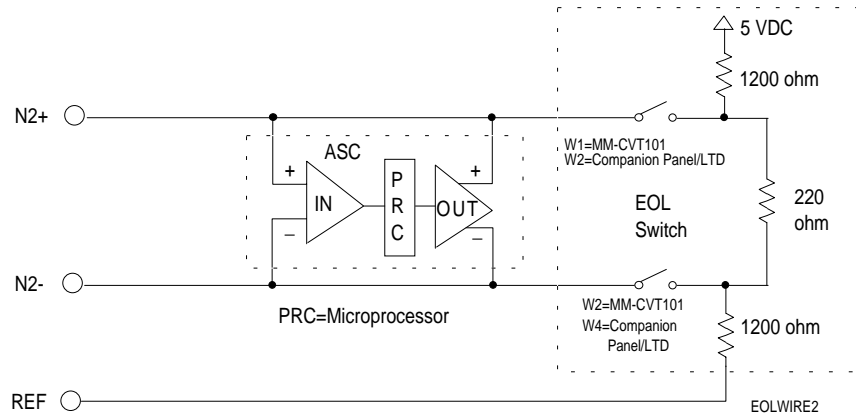 5 VDC
1200 ohm
N2+
W1=MM-CVT101
W2=Companion Panel/LTD
ASC
+
+
IN
P
R
C
OUT
–
–
EOL
Switch
220
ohm
N2-
PRC=Microprocessor
W2=MM-CVT101
W4=Companion
Panel/LTD
1200 ohm
REF
EOLWIRE2